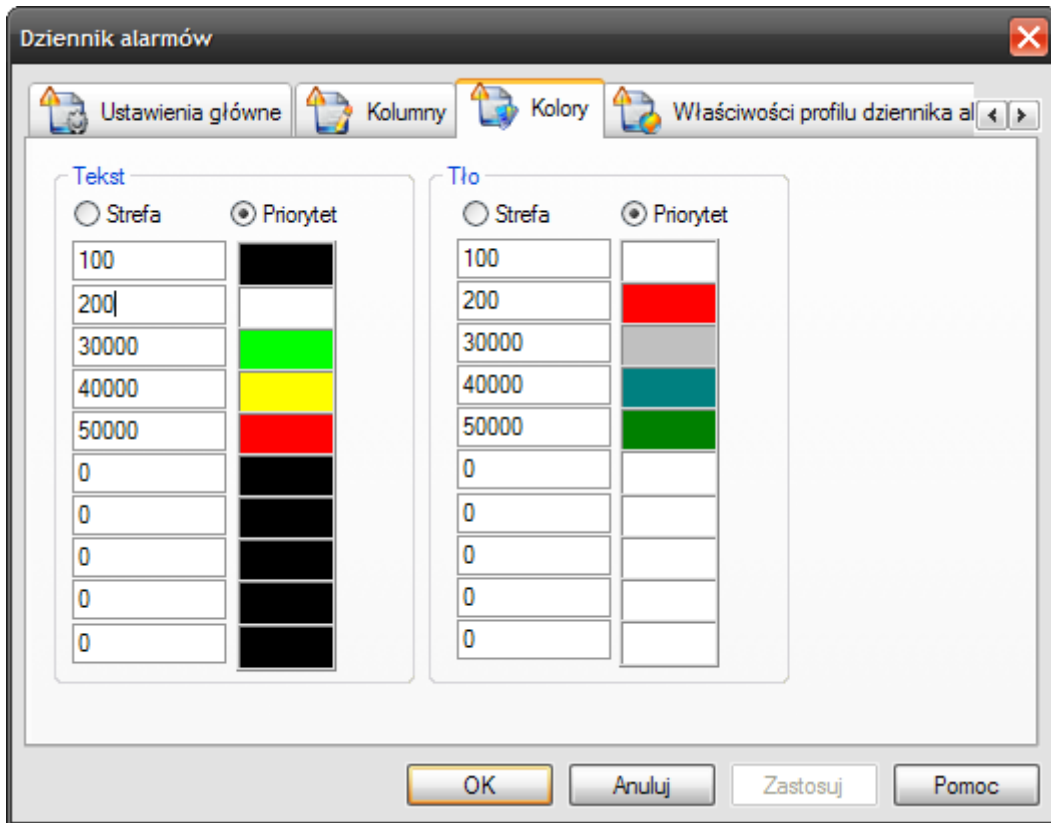 Dziennik alarmów
Ustawienia główne Kolumny Kolory Właściwości profilu dziennika al
Tekst
Strefa Priorytet
100
200
30000
40000
50000
0
0
0
0
0
Tło
Strefa Priorytet
100
200
30000
40000
50000
0
0
0
0
0
OK Anuluj Zastosuj Pomoc